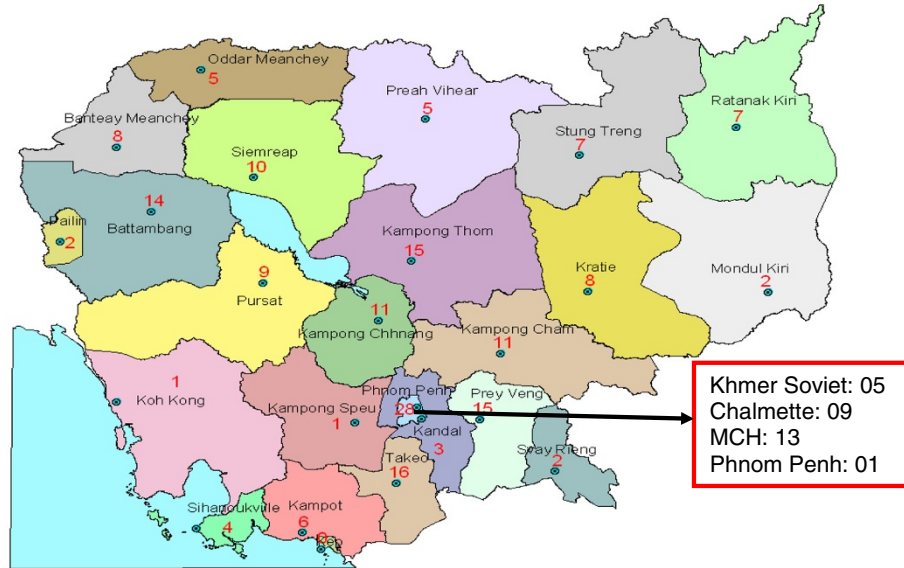 Oddar Meanchey
5
Preah Vihear
5
Ratanak Kiri
7
Banteay Meanchey
8
Stung Treng
7
Siemreap
10
14
Battambang
Pailin
2
Kampong Thom
15
9
Pursat
Kratie
8
Mondul Kiri
2
11
Kampong Chhnang
Kampong Cham
11
1
Koh Kong
Kampong Speu
1
Phnom Penh
28
Prey Veng
15
Kandal
3
Svay Rieng
2
Takeo
16
Sihanoukville
4
Kampot
6
Kep
Khmer Soviet: 05
Chalmette: 09
MCH: 13
Phnom Penh: 01